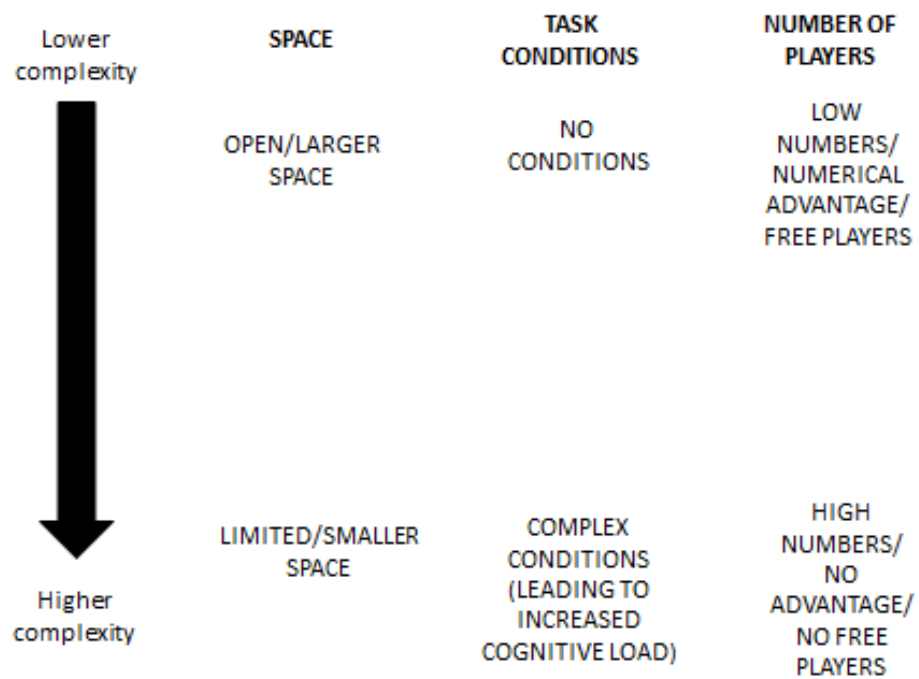 Lower
complexity
SPACE
TASK
CONDITIONS
NUMBER OF
PLAYERS
OPEN/LARGER
SPACE
NO
CONDITIONS
LOW
NUMBERS/
NUMERICAL
ADVANTAGE/
FREE PLAYERS
Higher
complexity
LIMITED/SMALLER
SPACE
COMPLEX
CONDITIONS
(LEADING TO
INCREASED
COGNITIVE LOAD)
HIGH
NUMBERS/
NO
ADVANTAGE/
NO FREE
PLAYERS